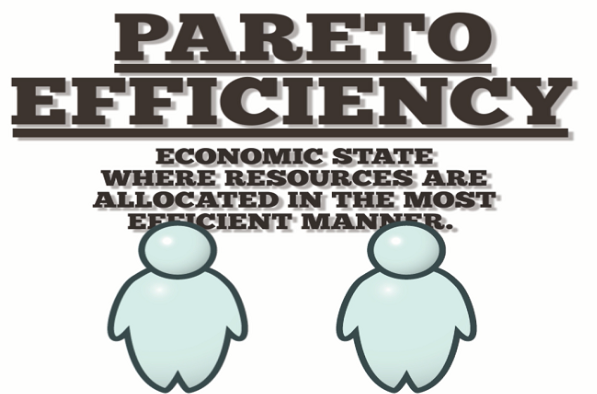 PARETO
EFFICIENCY
ECONOMIC STATE
WHERE RESOURCES ARE
ALLOCATED IN THE MOST
EFFICIENT MANNER.